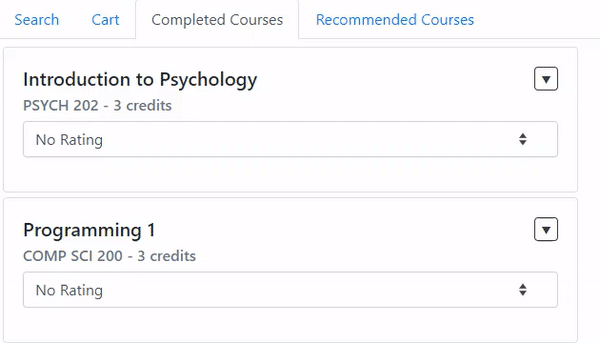 Search Cart Completed Courses Recommended Courses
Introduction to Psychology
PSYCH 202 - 3 credits
No Rating
Programming 1
COMP SCI 200 - 3 credits
No Rating